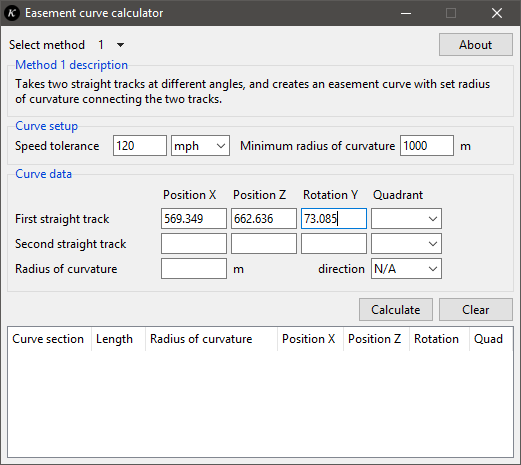 K Easement curve calculator
Select method 1 About
Method 1 description
Takes two straight tracks at different angles, and creates an easement curve with set radius
of curvature connecting the two tracks.
Curve setup
Speed tolerance 120 mph Minimum radius of curvature 1000 m
Curve data
Position X Position Z Rotation Y Quadrant
First straight track 569.349 662.636 73.085
Second straight track
Radius of curvature m direction N/A
Calculate Clear
Curve section Length Radius of curvature Position X Position Z Rotation Quad